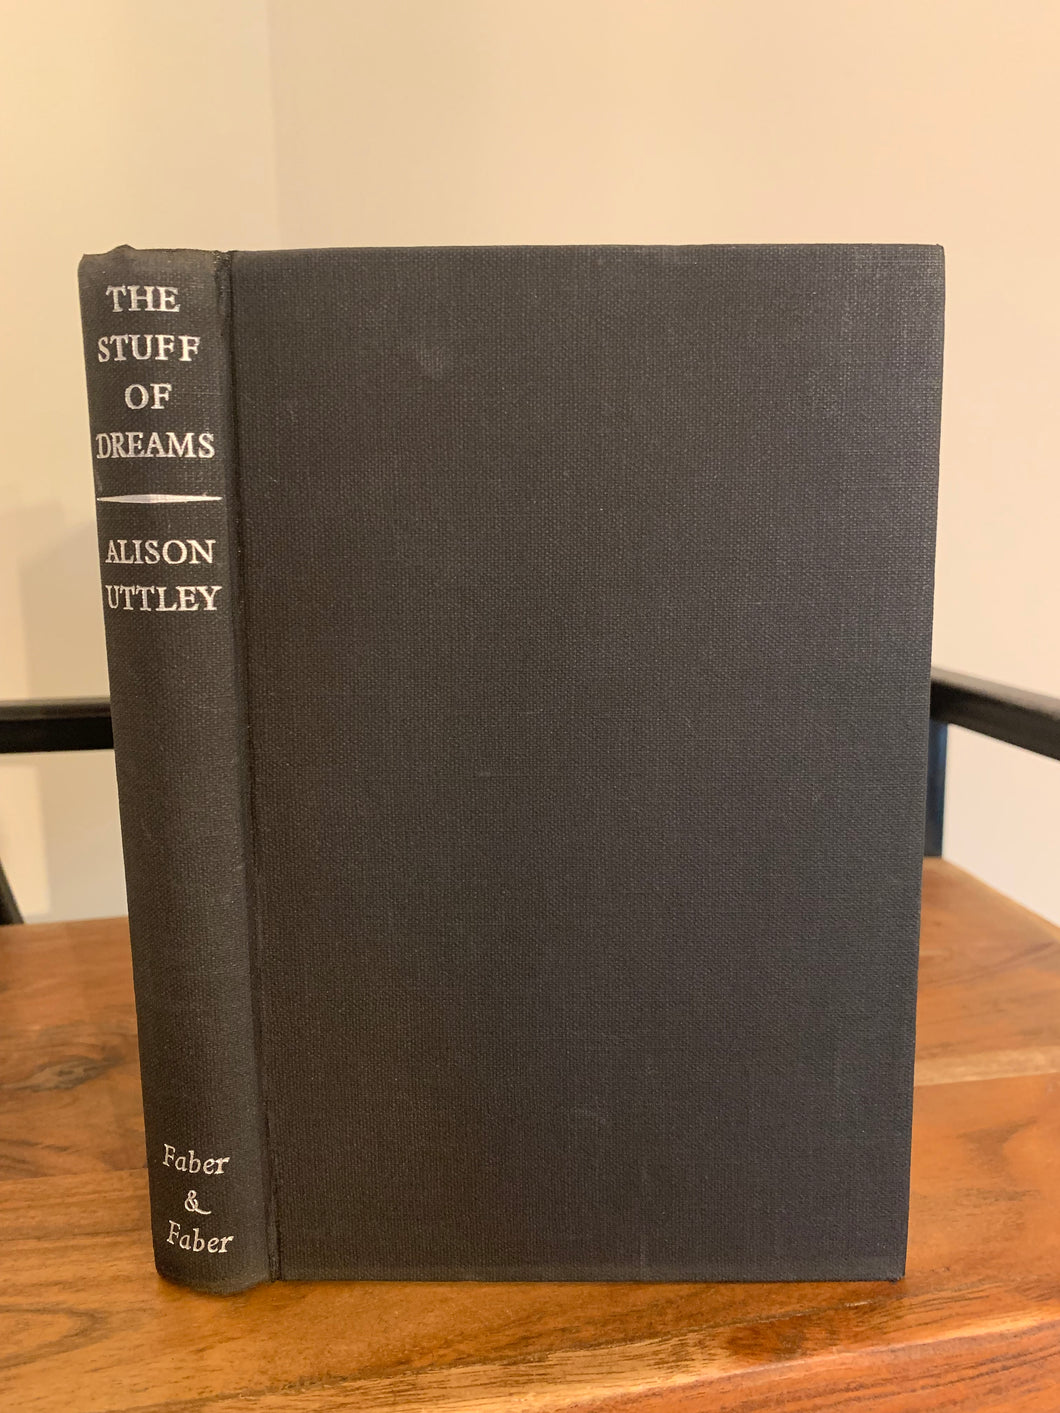 THE
STUFF
OF
DREAMS
ALISON
UTTLEY
Faber
&
Faber